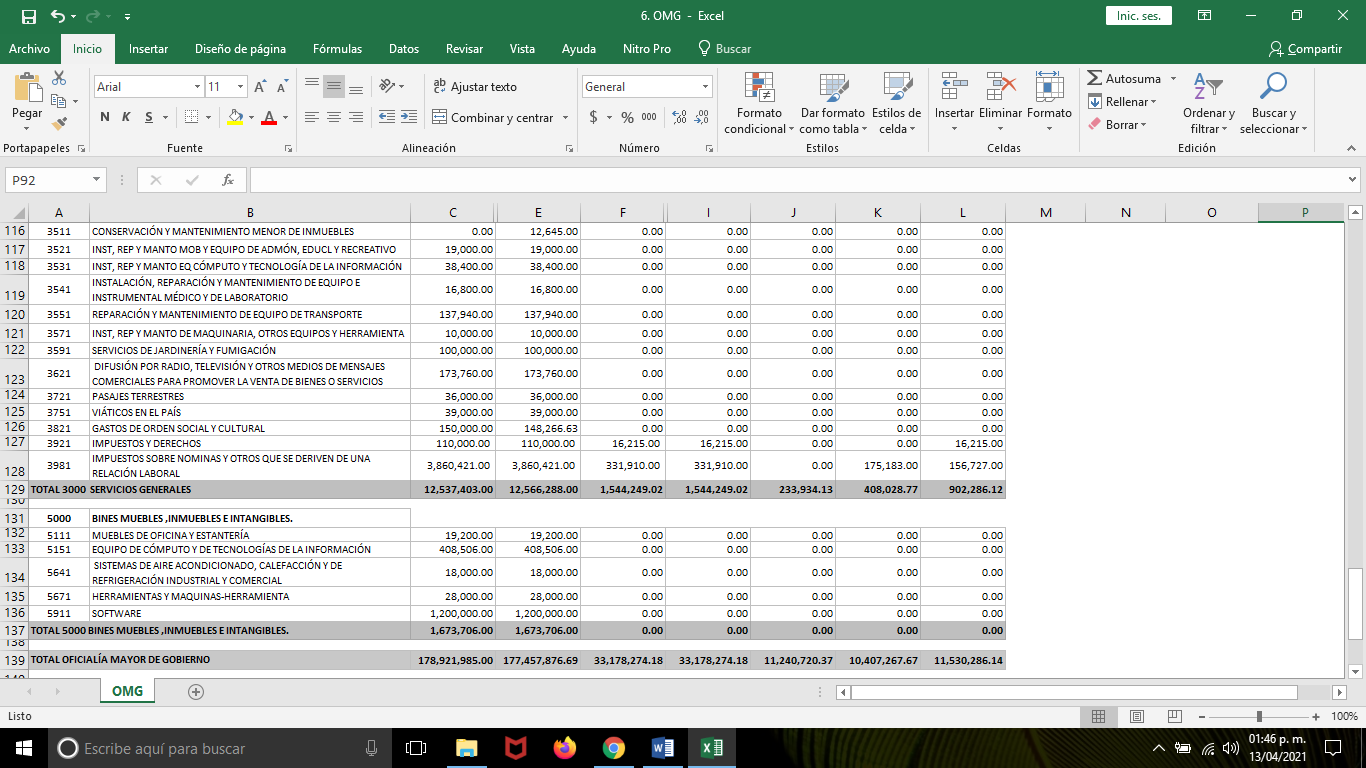 6. OMG - Excel
Inic. ses.
Archivo Inicio Insertar Diseño de página Fórmulas Datos Revisar Vista Ayuda Nitro Pro Buscar Compartir
Pegar
Arial 11
N K S
Ajustar texto
Combinar y centrar
General
$ % 000
Formato condicional
Dar formato como tabla
Estilos de celda
Insertar Eliminar Formato
Autosuma
Rellenar
Borrar
Ordenar y filtrar
Buscar y seleccionar
Portapapeles Fuente Alineación Número Estilos Celdas Edición
P92 fx
A B C E F I J K L M N O P
116 3511 CONSERVACIÓN Y MANTENIMIENTO MENOR DE INMUEBLES 0.00 12,645.00 0.00 0.00 0.00 0.00 0.00
117 3521 INST, REP Y MANTO MOB Y EQUIPO DE ADMÓN, EDUCL Y RECREATIVO 19,000.00 19,000.00 0.00 0.00 0.00 0.00 0.00
118 3531 INST, REP Y MANTO EQ CÓMPUTO Y TECNOLOGÍA DE LA INFORMACIÓN 38,400.00 38,400.00 0.00 0.00 0.00 0.00 0.00
119 3541 INSTALACIÓN, REPARACIÓN Y MANTENIMIENTO DE EQUIPO E
INSTRUMENTAL MÉDICO Y DE LABORATORIO 16,800.00 16,800.00 0.00 0.00 0.00 0.00 0.00
120 3551 REPARACIÓN Y MANTENIMIENTO DE EQUIPO DE TRANSPORTE 137,940.00 137,940.00 0.00 0.00 0.00 0.00 0.00
121 3571 INST, REP Y MANTO DE MAQUINARIA, OTROS EQUIPOS Y HERRAMIENTA 10,000.00 10,000.00 0.00 0.00 0.00 0.00 0.00
122 3591 SERVICIOS DE JARDINERÍA Y FUMIGACIÓN 100,000.00 100,000.00 0.00 0.00 0.00 0.00 0.00
123 3621 DIFUSIÓN POR RADIO, TELEVISIÓN Y OTROS MEDIOS DE MENSAJES
COMERCIALES PARA PROMOVER LA VENTA DE BIENES O SERVICIOS 173,760.00 173,760.00 0.00 0.00 0.00 0.00 0.00
124 3721 PASAJES TERRESTRES 36,000.00 36,000.00 0.00 0.00 0.00 0.00 0.00
125 3751 VIÁTICOS EN EL PAÍS 39,000.00 39,000.00 0.00 0.00 0.00 0.00 0.00
126 3821 GASTOS DE ORDEN SOCIAL Y CULTURAL 150,000.00 148,266.63 0.00 0.00 0.00 0.00 0.00
127 3921 IMPUESTOS Y DERECHOS 110,000.00 110,000.00 16,215.00 16,215.00 0.00 0.00 16,215.00
128 3981 IMPUESTOS SOBRE NOMINAS Y OTROS QUE SE DERIVEN DE UNA
RELACIÓN LABORAL 3,860,421.00 3,860,421.00 331,910.00 331,910.00 0.00 175,183.00 156,727.00
129 TOTAL 3000 SERVICIOS GENERALES 12,537,403.00 12,566,288.00 1,544,249.02 1,544,249.02 233,934.13 408,028.77 902,286.12
130
131 5000 BINES MUEBLES ,INMUEBLES E INTANGIBLES.
132 5111 MUEBLES DE OFICINA Y ESTANTERÍA 19,200.00 19,200.00 0.00 0.00 0.00 0.00 0.00
133 5151 EQUIPO DE CÓMPUTO Y DE TECNOLOGÍAS DE LA INFORMACIÓN 408,506.00 408,506.00 0.00 0.00 0.00 0.00 0.00
134 5641 SISTEMAS DE AIRE ACONDICIONADO, CALEFACCIÓN Y DE
REFRIGERACIÓN INDUSTRIAL Y COMERCIAL 18,000.00 18,000.00 0.00 0.00 0.00 0.00 0.00
135 5671 HERRAMIENTAS Y MAQUINAS-HERRAMIENTA 28,000.00 28,000.00 0.00 0.00 0.00 0.00 0.00
136 5911 SOFTWARE 1,200,000.00 1,200,000.00 0.00 0.00 0.00 0.00 0.00
137 TOTAL 5000 BINES MUEBLES ,INMUEBLES E INTANGIBLES. 1,673,706.00 1,673,706.00 0.00 0.00 0.00 0.00 0.00
138
139 TOTAL OFICIALÍA MAYOR DE GOBIERNO 178,921,985.00 177,457,876.69 33,178,274.18 33,178,274.18 11,240,720.37 10,407,267.67 11,530,286.14
OMG
Listo 100%
Escribe aquí para buscar
01:46 p. m.
13/04/2021